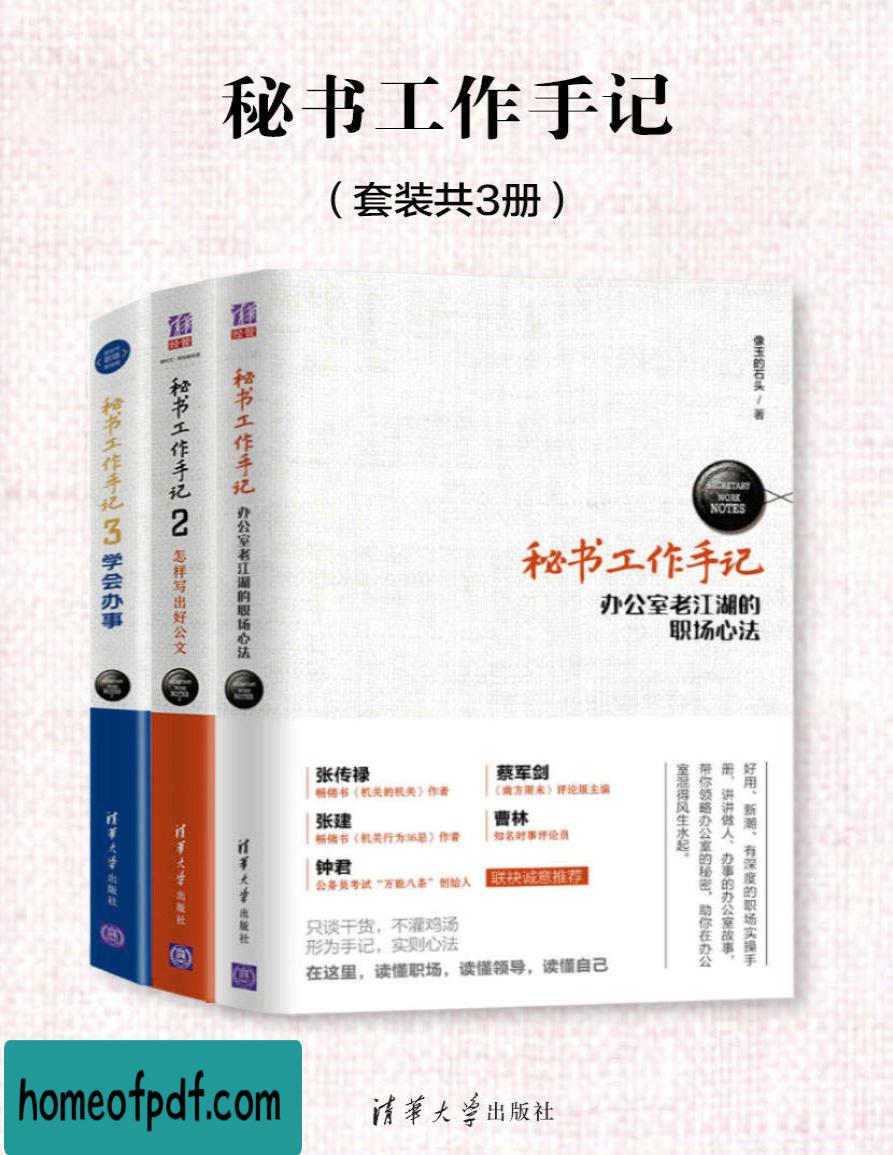 秘书工作手记
（套装共3册）
秘书工作手记3
学会办事
清华大学出版社
经管
秘书工作手记2
怎样写出好公文
SECRETARY
WORK
NOTES
清华大学出版社
经管
秘书工作手记
办公室老江湖的职场心法
清华大学出版社
像玉的石头/著
SECRETARY
WORK
NOTES
秘书工作手记
办公室老江湖的
职场心法
张传禄
畅销书《机关的机关》作者
蔡军剑
《南方周末》评论版主编
张建
畅销书《机关行为36忌》作者
曹林
知名时事评论员
钟君
公务员考试“万能八条”创始人
联袂诚意推荐
好用、新潮、有深度的职场实操手
册，讲讲做人、办事的办公室故事，
带你领略办公室的秘密，助你在办公
室混得风生水起。
只谈干货，不灌鸡汤
形为手记，实则心法
在这里，读懂职场，读懂领导，读懂自己
homeofpdf.com
清华大学出版社